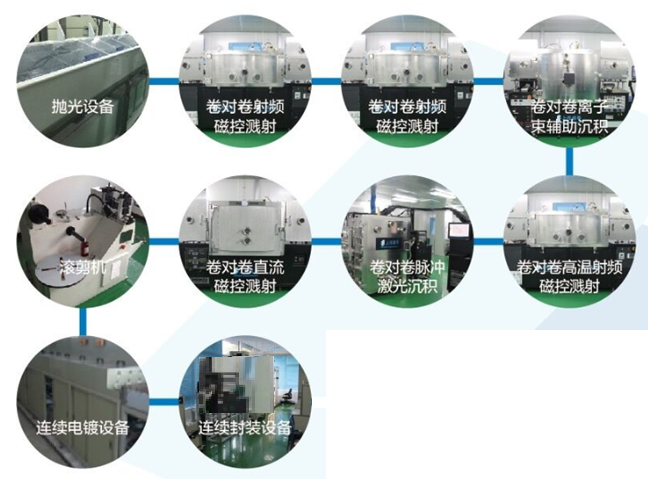 抛光设备
卷对卷射频
磁控溅射
卷对卷射频
磁控溅射
卷对卷离子
束辅助沉积
滚剪机
卷对卷直流
磁控溅射
卷对卷脉冲
激光沉积
卷对卷高温射频
磁控溅射
连续电镀设备
连续封装设备